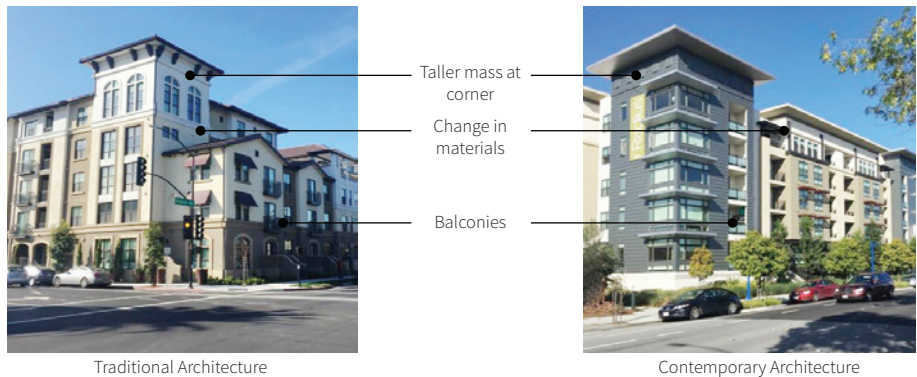 Taller mass at
corner
Change in
materials
Balconies
Traditional Architecture
Contemporary Architecture